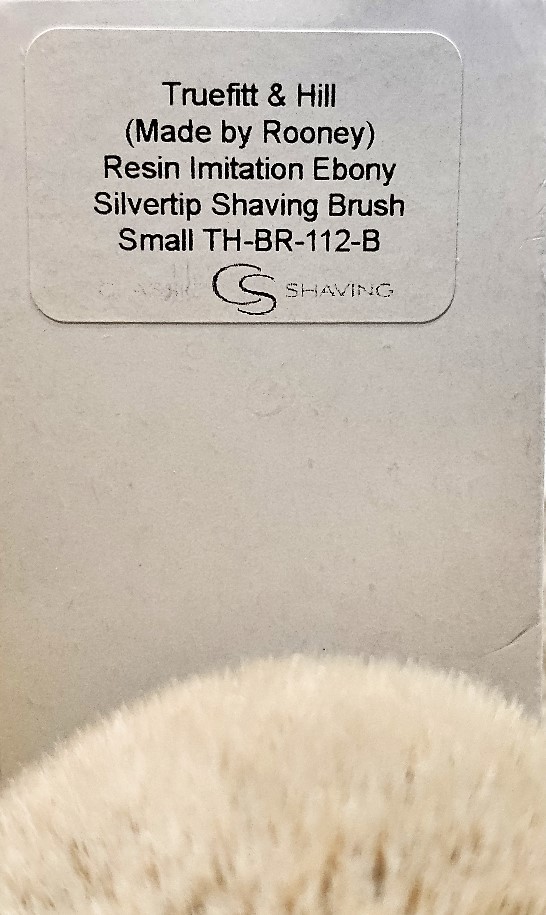 Truefitt & Hill
(Made by Rooney)
Resin Imitation Ebony
Silvertip Shaving Brush
Small TH-BR-112-B
CLASSIC CS SHAVING